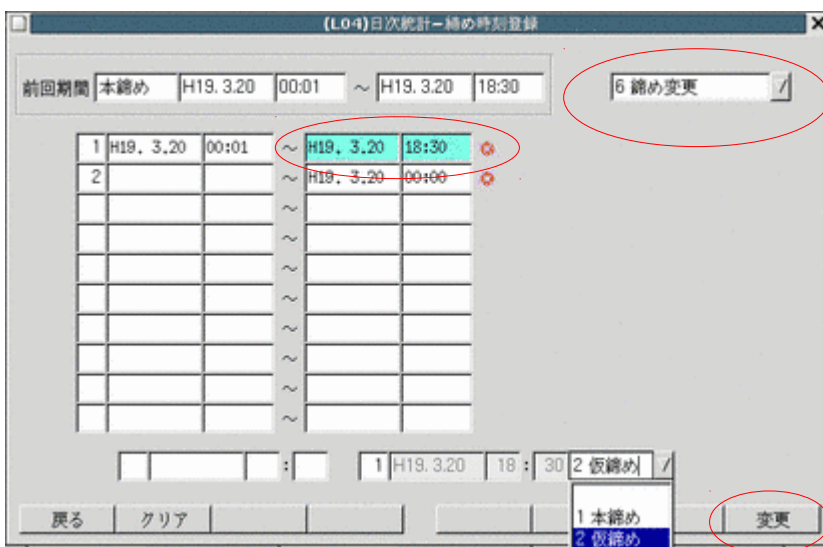 (L04)日次統計ー締め時刻登録
前回期間 本締め H19. 3.20 00:01 ～ H19. 3.20 18:30 6 締め変更
1 H19. 3.20 00:01 ～ H19. 3.20 18:30
2 ～ H19. 3.20 00:00
～
～
～
～
～
～
～
～
: 1 H19. 3.20 18 : 30 2 仮締め
1 本締め
2 仮締め
戻る クリア 変更